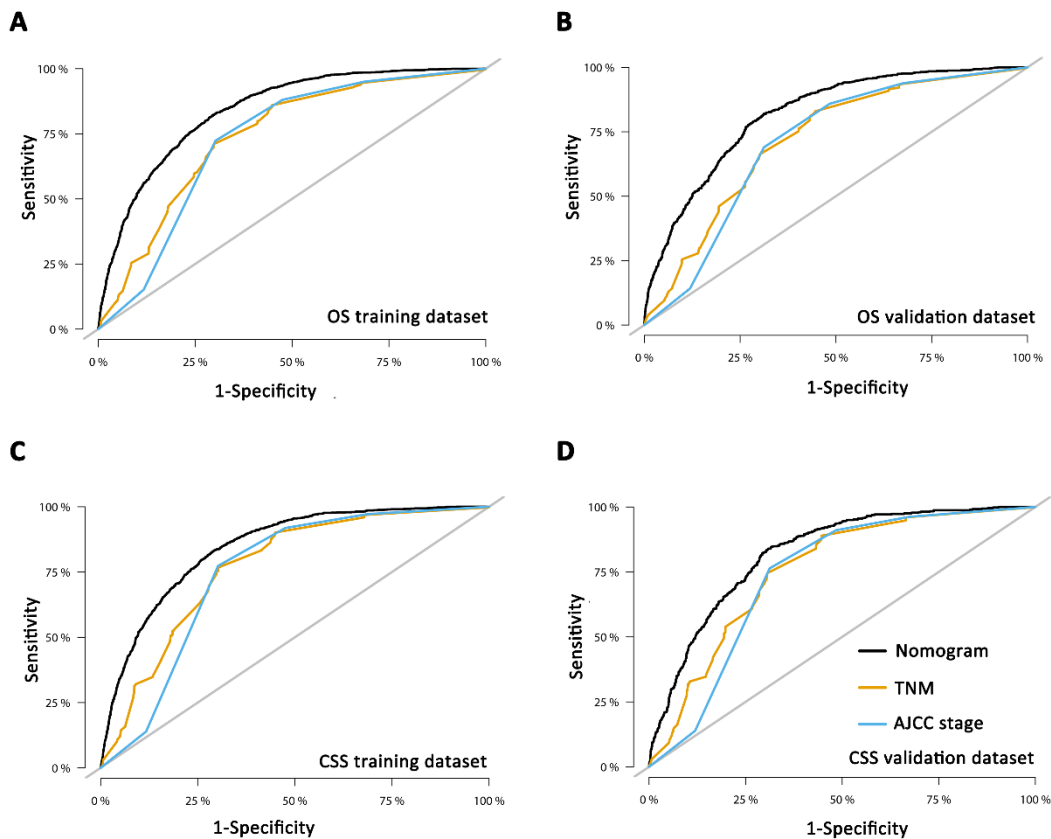 A
100 %
75 %
50 %
25 %
0 %
Sensitivity
OS training dataset
0 %
25 %
50 %
75 %
100 %
1-Specificity
B
100 %
75 %
50 %
25 %
0 %
Sensitivity
OS validation dataset
0 %
25 %
50 %
75 %
100 %
1-Specificity
C
100 %
75 %
50 %
25 %
0 %
Sensitivity
CSS training dataset
0 %
25 %
50 %
75 %
100 %
1-Specificity
D
100 %
75 %
50 %
25 %
0 %
Sensitivity
Nomogram
TNM
AJCC stage
CSS validation dataset
0 %
25 %
50 %
75 %
100 %
1-Specificity